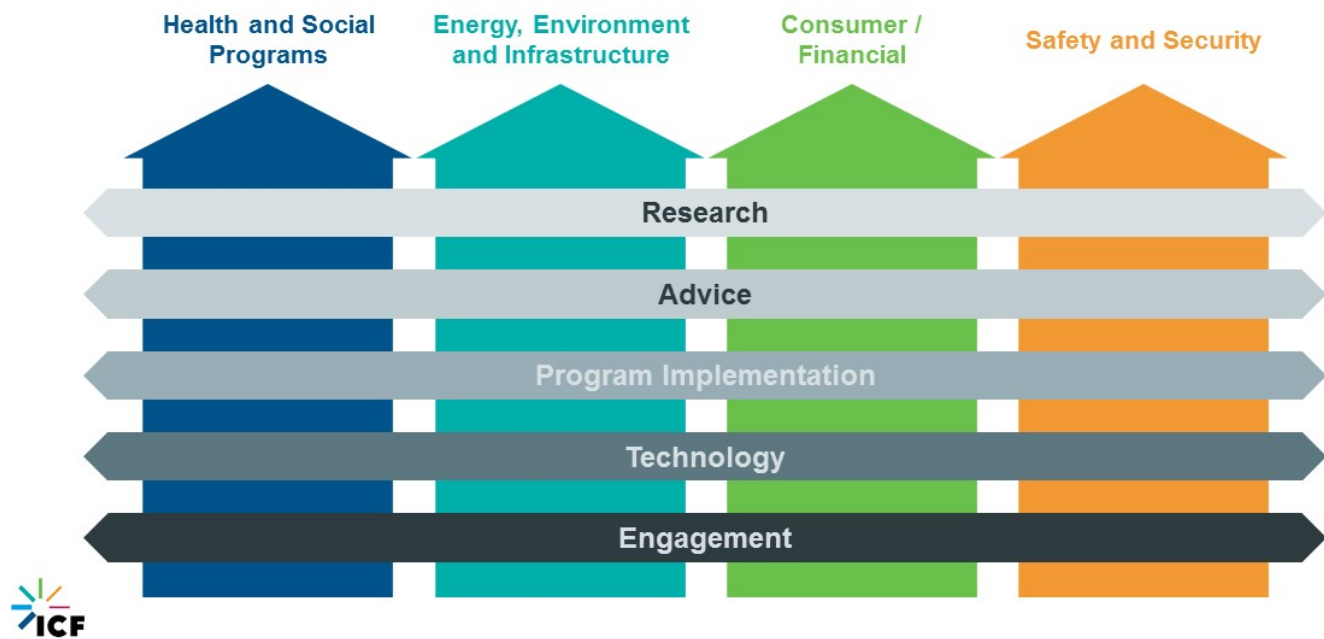 Health and Social
Programs
Energy, Environment
and Infrastructure
Consumer /
Financial
Safety and Security
Research
Advice
Program Implementation
Technology
Engagement
ICF